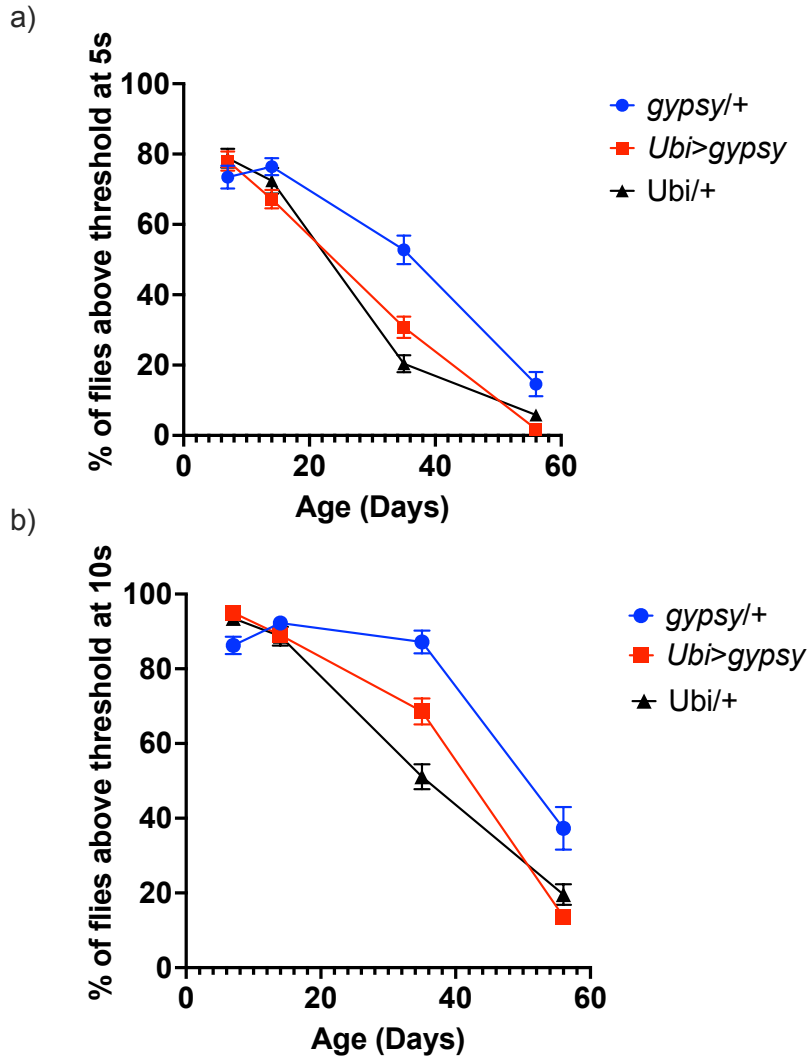 a)
% of flies above threshold at 5s
100
80
60
40
20
0
0 20 40 60
Age (Days)
gypsy/+
Ubi>gypsy
Ubi/+
b)
% of flies above threshold at 10s
100
80
60
40
20
0
0 20 40 60
Age (Days)
gypsy/+
Ubi>gypsy
Ubi/+